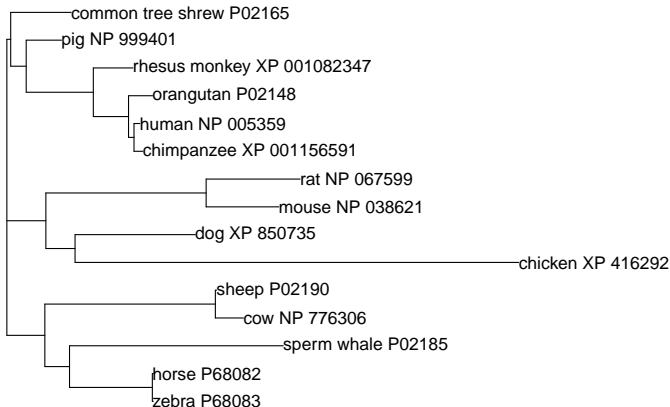 common tree shrew P02165
pig NP 999401
rhesus monkey XP 001082347
orangutan P02148
human NP 005359
chimpanzee XP 001156591
rat NP 067599
mouse NP 038621
dog XP 850735
chicken XP 416292
sheep P02190
cow NP 776306
sperm whale P02185
horse P68082
zebra P68083